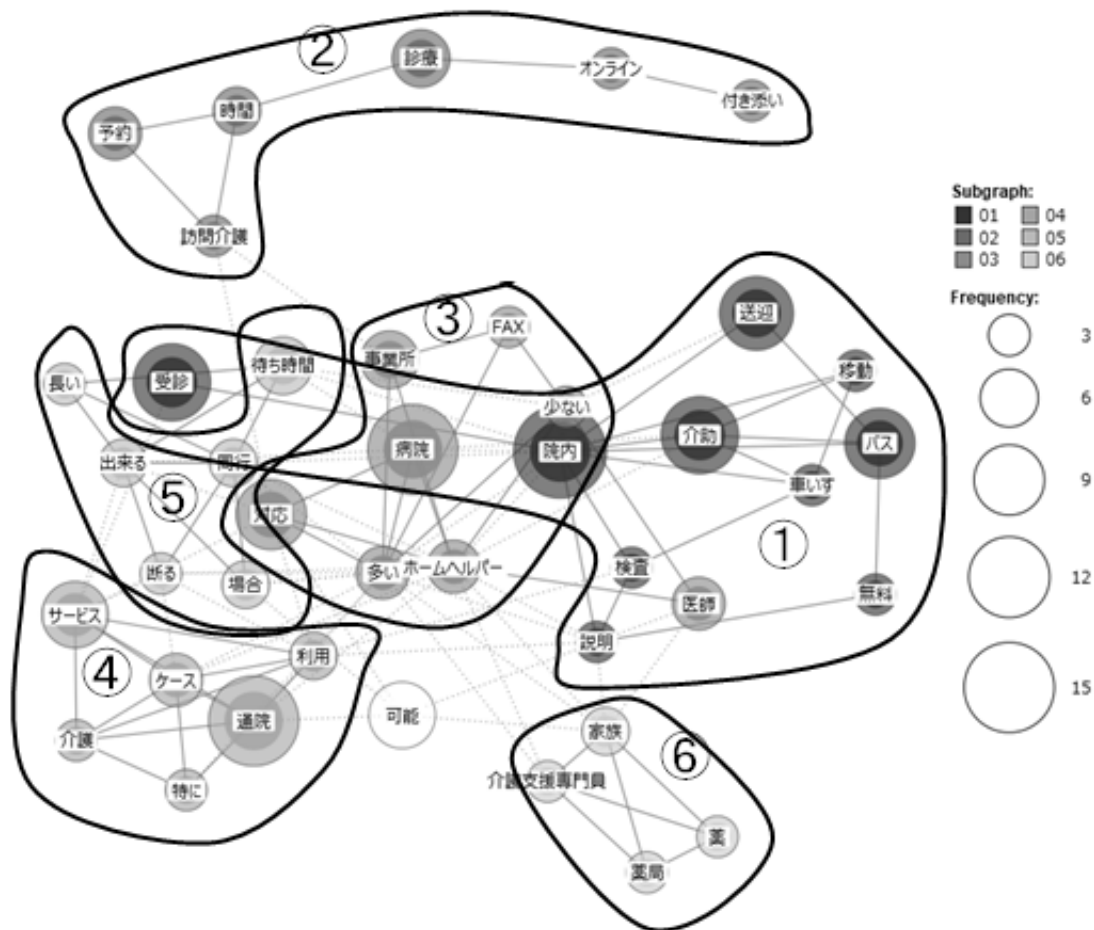 ②
診療
オンライン
付き添い
予約
時間
訪問介護
Subgraph:
01 04
02 05
03 06
Frequency:
3
6
9
12
15
③
FAX
事業所
待ち時間
受診
長い
少ない
送迎
移動
病院
院内
介助
バス
出来る
同行
車いす
⑤
対応
①
断る
場合
多い
ホームヘルパー
検査
医師
無料
説明
サービス
利用
④
ケース
通院
可能
介護
特に
家族
⑥
介護支援専門員
薬
薬局